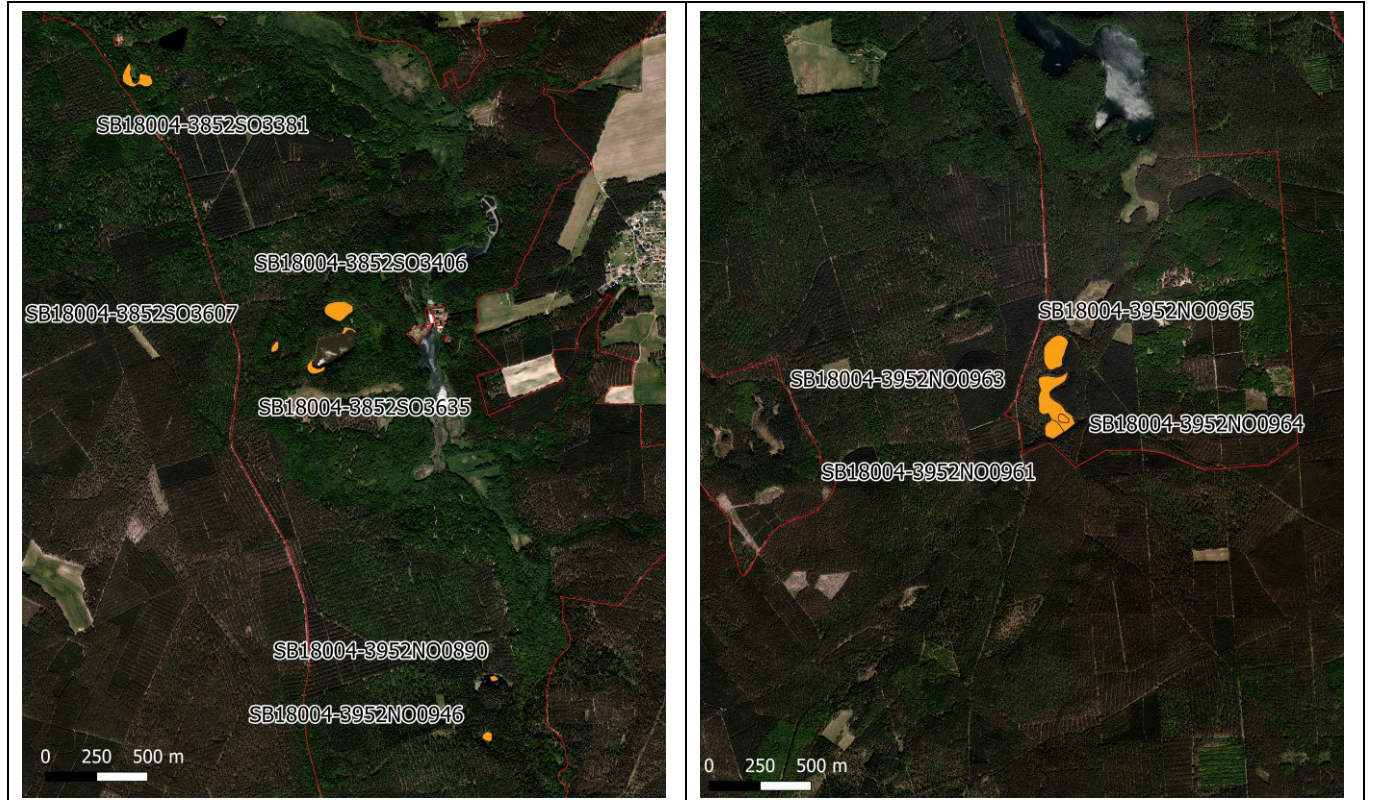 SB18004-3852SO3381
SB18004-3852SO3406
SB18004-3852SO3607
SB18004-3852SO3635
SB18004-3952NO0890
SB18004-3952NO0946
0 250 500 m
SB18004-3952NO0965
SB18004-3952NO0963
SB18004-3952NO0964
SB18004-3952NO0961
0 250 500 m